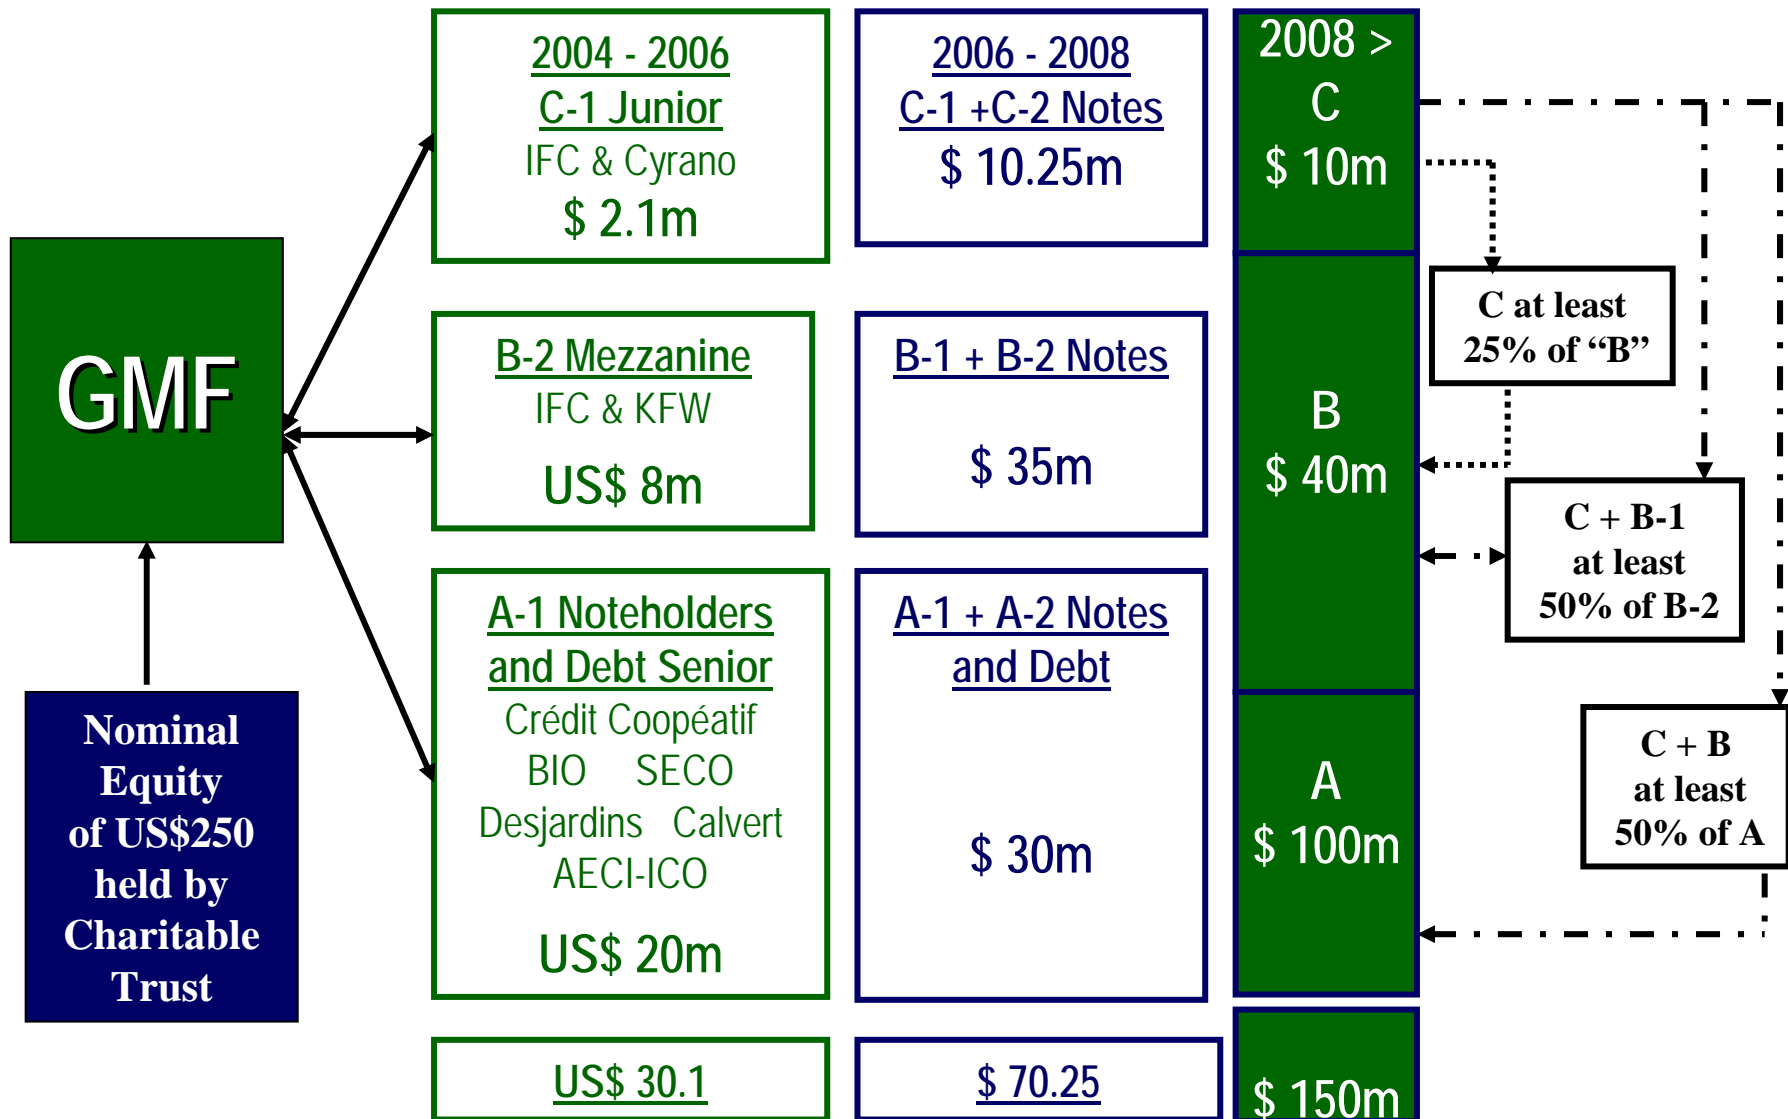 GMF
Nominal
Equity
of US$250
held by
Charitable
Trust
2004 - 2006
C-1 Junior
IFC & Cyrano
$ 2.1m
B-2 Mezzanine
IFC & KFW
US$ 8m
A-1 Noteholders
and Debt Senior
Crédit Coopéatif
BIO SECO
Desjardins Calvert
AECI-ICO
US$ 20m
US$ 30.1
2006 - 2008
C-1 +C-2 Notes
$ 10.25m
B-1 + B-2 Notes
$ 35m
A-1 + A-2 Notes
and Debt
$ 30m
$ 70.25
2008 >
C
$ 10m
B
$ 40m
A
$ 100m
$ 150m
C at least
25% of “B”
C + B-1
at least
50% of B-2
C + B
at least
50% of A